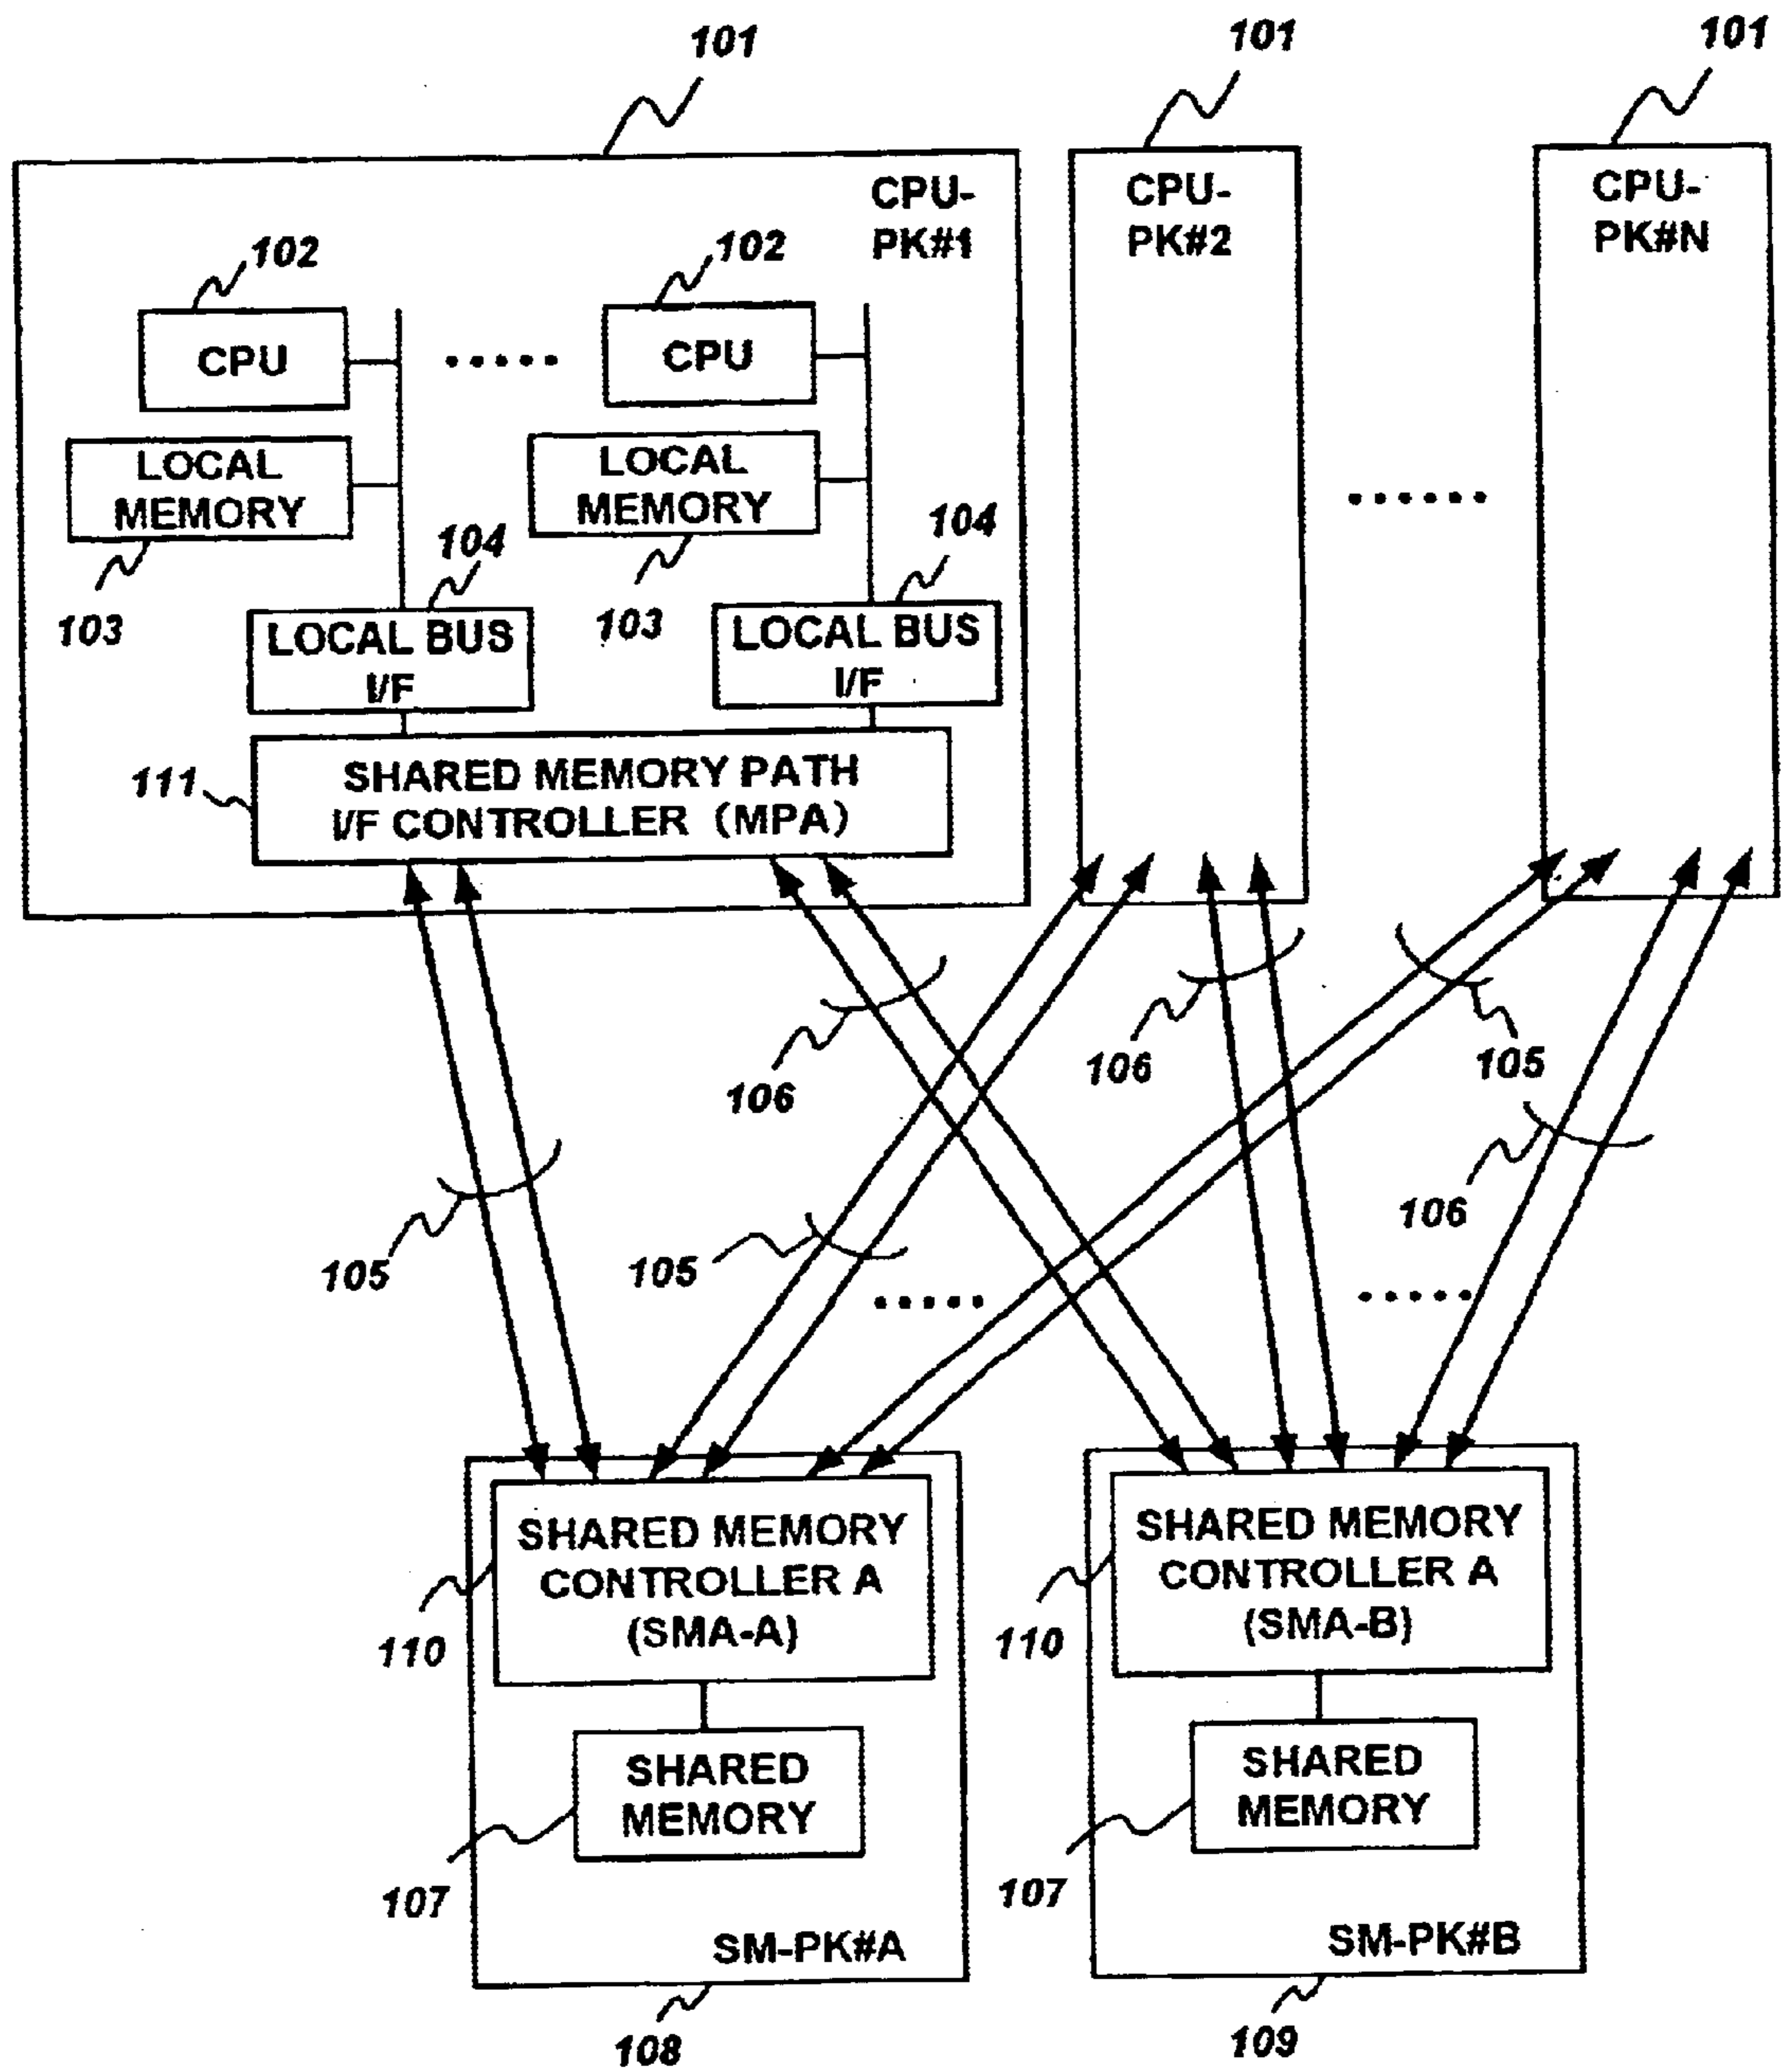 101
101
101
CPU-
PK#1
CPU-
PK#2
CPU-
PK#N
102
102
CPU
.....
CPU
LOCAL
MEMORY
LOCAL
MEMORY
......
104
104
103
103
LOCAL BUS
I/F
LOCAL BUS
I/F
111
SHARED MEMORY PATH
I/F CONTROLLER (MPA)
106
106
105
106
105
105
.....
.....
SHARED MEMORY
CONTROLLER A
(SMA-A)
SHARED MEMORY
CONTROLLER A
(SMA-B)
110
110
SHARED
MEMORY
SHARED
MEMORY
107
107
SM-PK#A
SM-PK#B
108
109